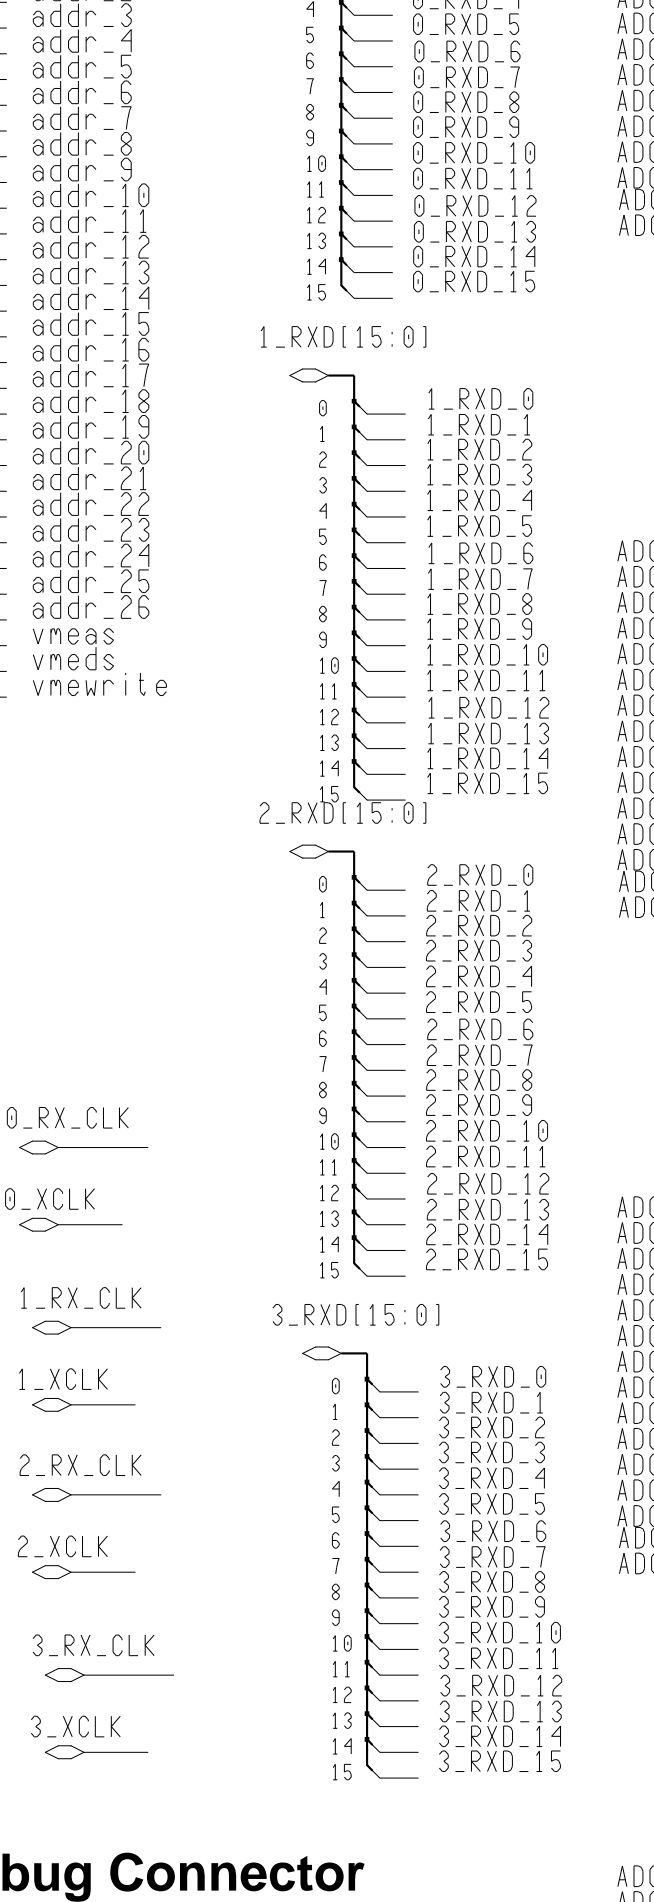 addr_3
addr_4
addr_5
addr_6
addr_7
addr_8
addr_9
addr_10
addr_11
addr_12
addr_13
addr_14
addr_15
addr_16
addr_17
addr_18
addr_19
addr_20
addr_21
addr_22
addr_23
addr_24
addr_25
addr_26
vmeas
vmeds
vmewrite
0_RX_CLK
0_XCLK
1_RX_CLK
1_XCLK
2_RX_CLK
2_XCLK
3_RX_CLK
3_XCLK
4
5 0_RXD_5
6 0_RXD_6
7 0_RXD_7
8 0_RXD_8
9 0_RXD_9
10 0_RXD_10
11 0_RXD_11
12 0_RXD_12
13 0_RXD_13
14 0_RXD_14
15 0_RXD_15
1_RXD[15:0]
0 1_RXD_0
1 1_RXD_1
2 1_RXD_2
3 1_RXD_3
4 1_RXD_4
5 1_RXD_5
6 1_RXD_6
7 1_RXD_7
8 1_RXD_8
9 1_RXD_9
10 1_RXD_10
11 1_RXD_11
12 1_RXD_12
13 1_RXD_13
14 1_RXD_14
15 1_RXD_15
2_RXD[15:0]
0 2_RXD_0
1 2_RXD_1
2 2_RXD_2
3 2_RXD_3
4 2_RXD_4
5 2_RXD_5
6 2_RXD_6
7 2_RXD_7
8 2_RXD_8
9 2_RXD_9
10 2_RXD_10
11 2_RXD_11
12 2_RXD_12
13 2_RXD_13
14 2_RXD_14
15 2_RXD_15
3_RXD[15:0]
0 3_RXD_0
1 3_RXD_1
2 3_RXD_2
3 3_RXD_3
4 3_RXD_4
5 3_RXD_5
6 3_RXD_6
7 3_RXD_7
8 3_RXD_8
9 3_RXD_9
10 3_RXD_10
11 3_RXD_11
12 3_RXD_12
13 3_RXD_13
14 3_RXD_14
15 3_RXD_15
bug Connector